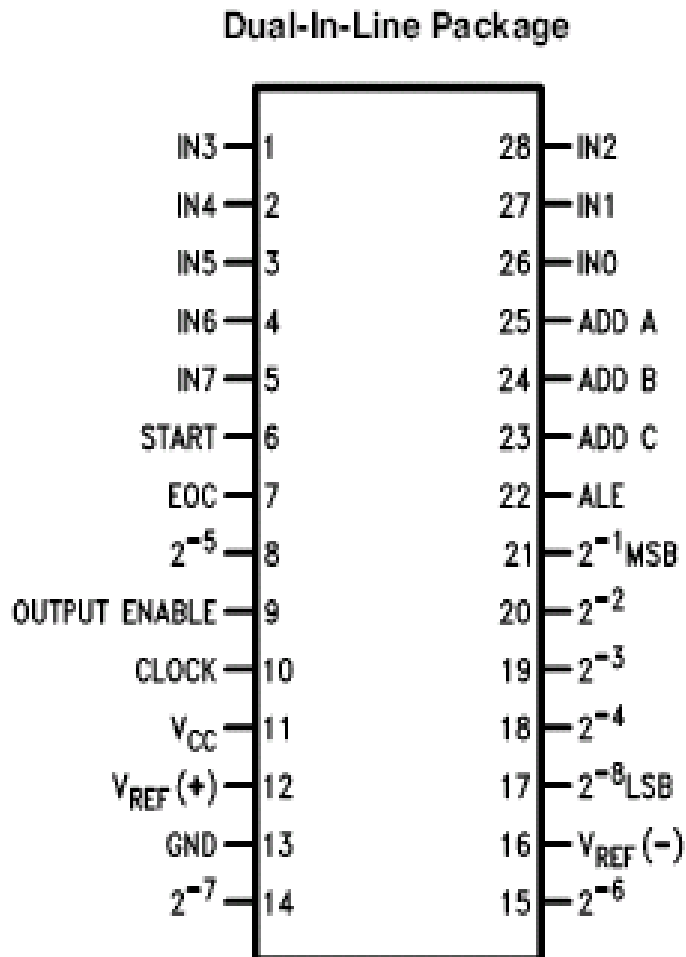 Dual-In-Line Package
IN3 1 28 IN2
IN4 2 27 IN1
IN5 3 26 IN0
IN6 4 25 ADD A
IN7 5 24 ADD B
START 6 23 ADD C
EOC 7 22 ALE
2⁻⁵ 8 21 2⁻¹MSB
OUTPUT ENABLE 9 20 2⁻²
CLOCK 10 19 2⁻³
VCC 11 18 2⁻⁴
VREF(+) 12 17 2⁻⁸LSB
GND 13 16 VREF(−)
2⁻⁷ 14 15 2⁻⁶